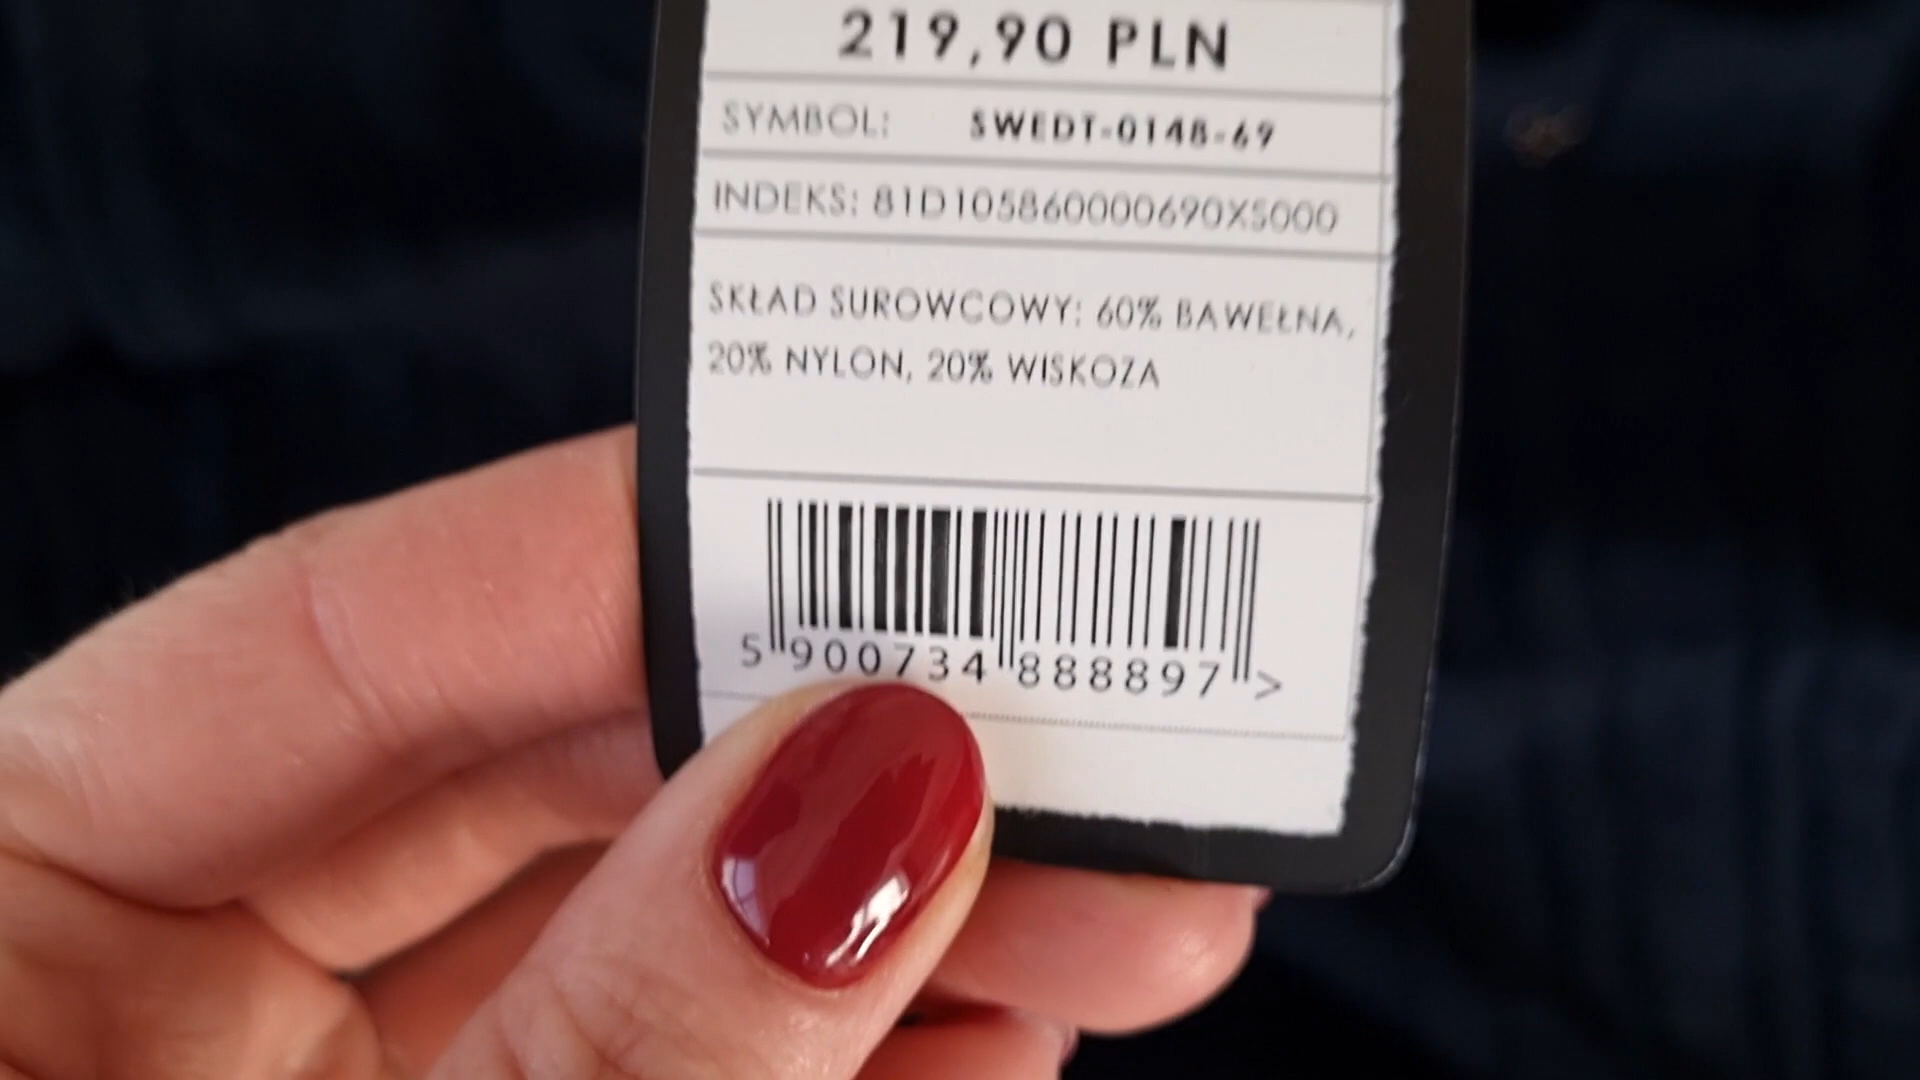 219,90 PLN
SYMBOL: SWEDT-0148-69
INDEKS: 81D105860000690XS000
SKŁAD SUROWCOWY: 60% BAWEŁNA,
20% NYLON, 20% WISKOZA
5 900734 888897 >